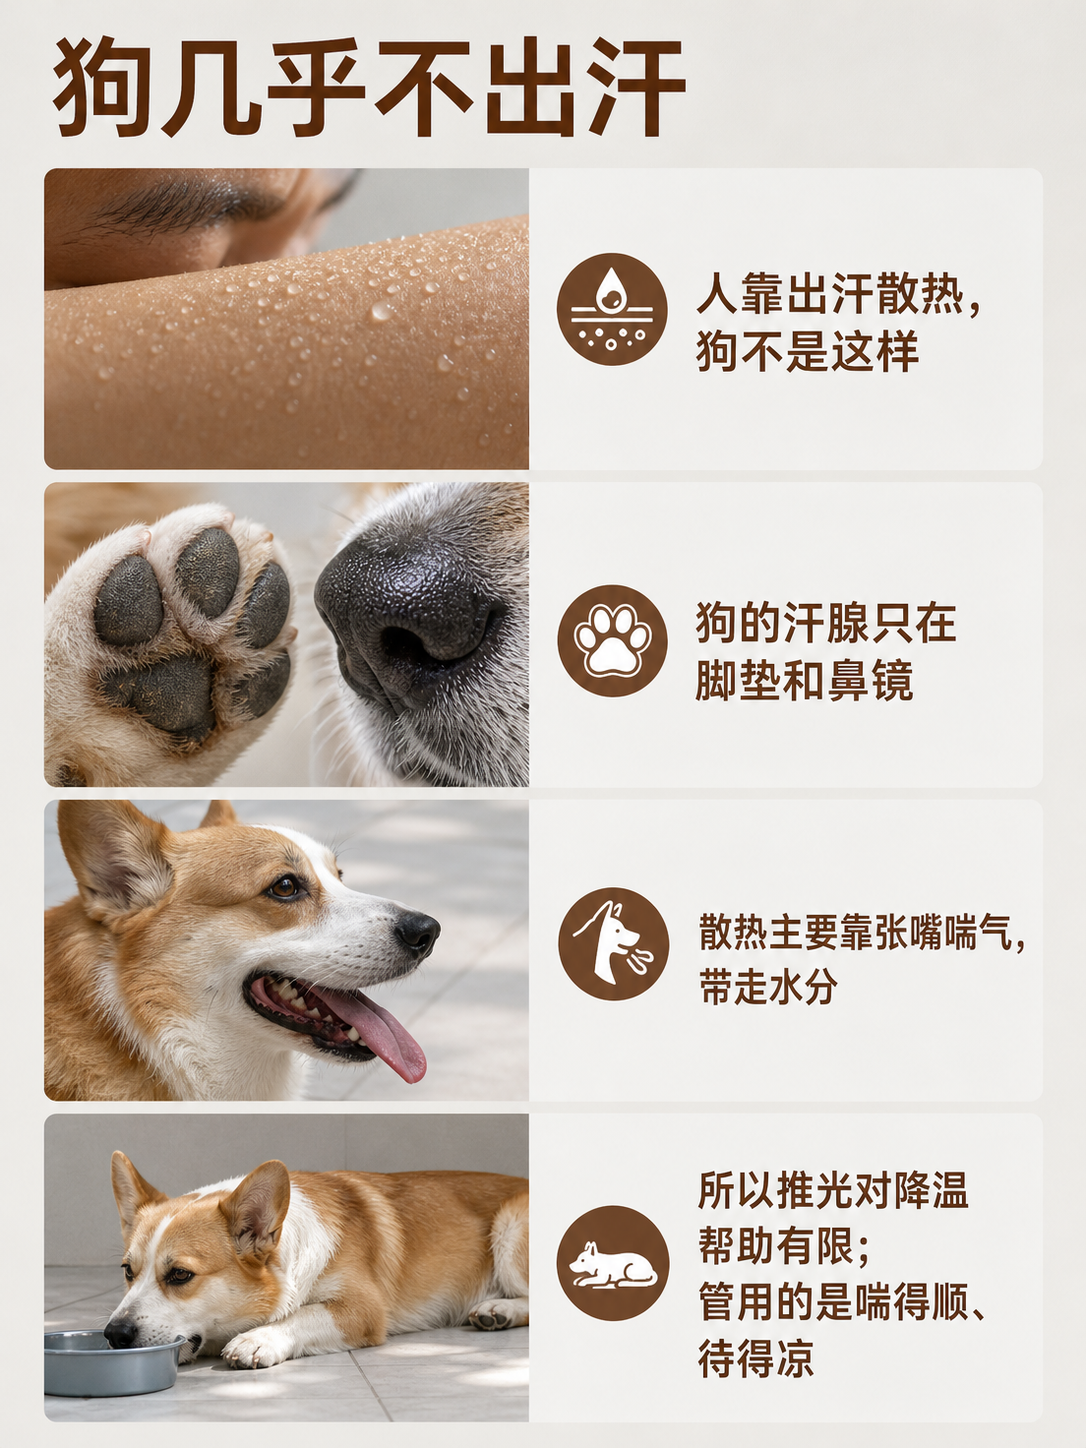 狗几乎不出汗
人靠出汗散热，
狗不是这样
狗的汗腺只在
脚垫和鼻镜
散热主要靠张嘴喘气，
带走水分
所以推光对降温
帮助有限；
管用的是喘得顺、
待得凉